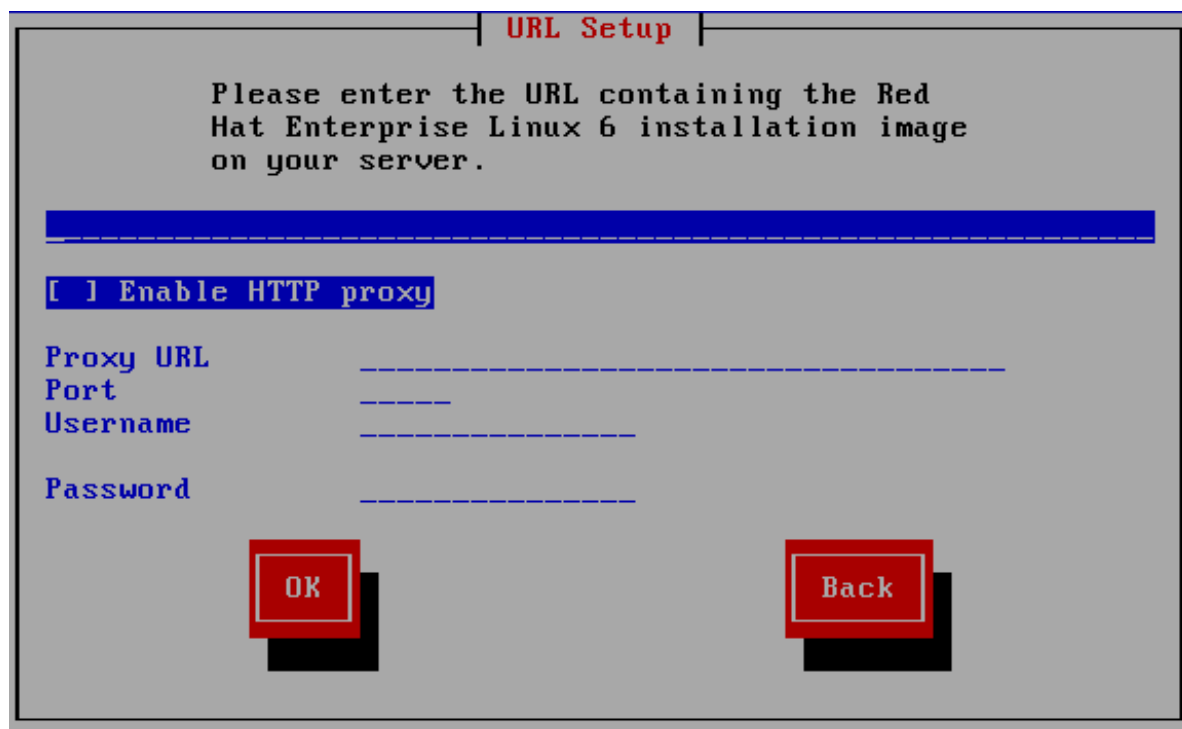 URL Setup
Please enter the URL containing the Red
Hat Enterprise Linux 6 installation image
on your server.
[ ] Enable HTTP proxy
Proxy URL
Port
Username
Password
OK Back